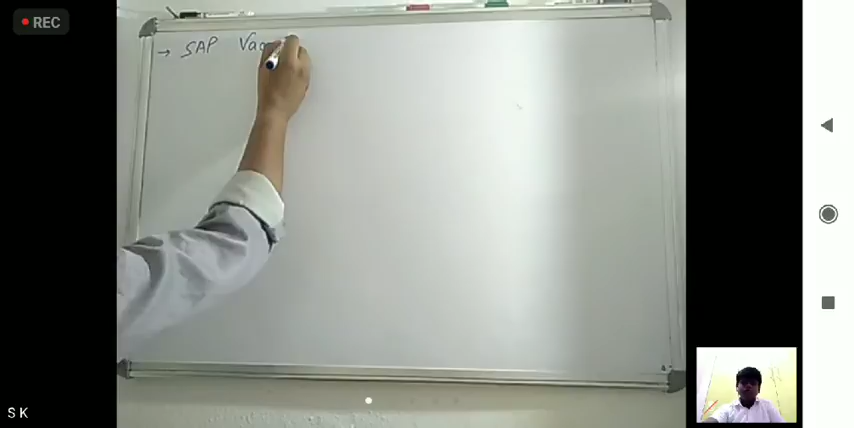 REC
→ SAP
S K